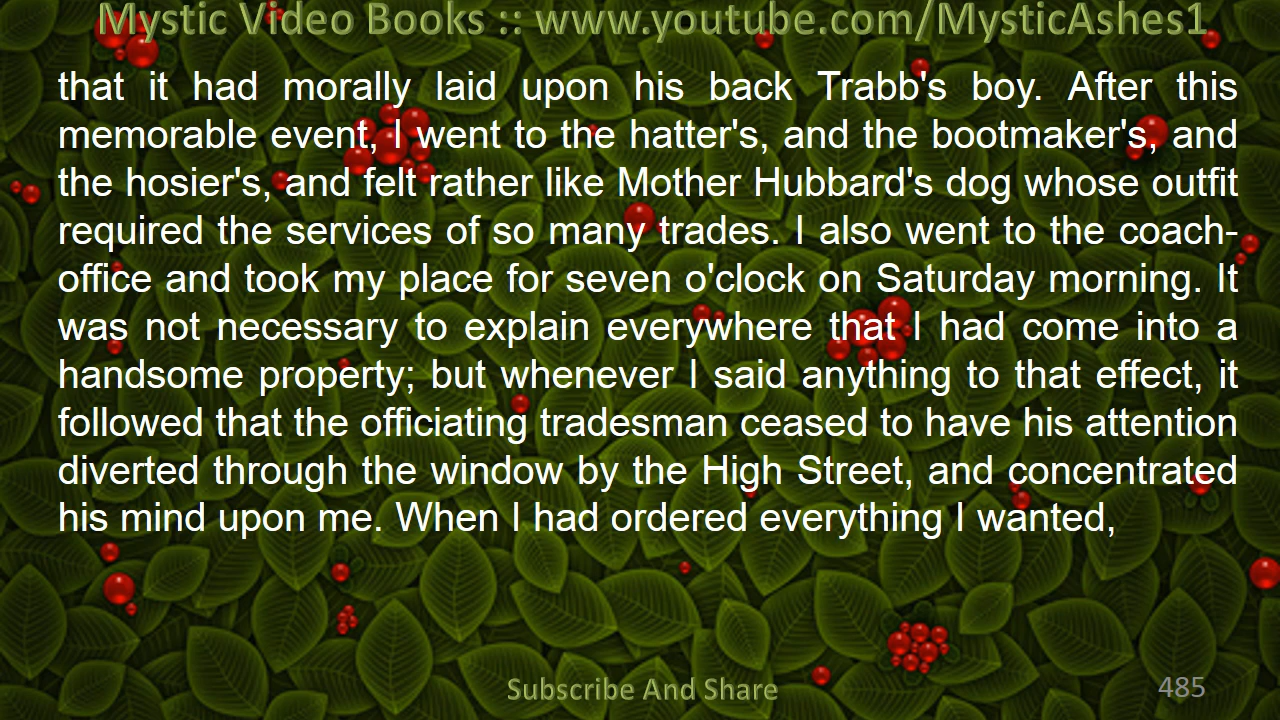 Mystic Video Books :: www.youtube.com/MysticAshes1
that it had morally laid upon his back Trabb's boy. After this
memorable event, I went to the hatter's, and the bootmaker's, and
the hosier's, and felt rather like Mother Hubbard's dog whose outfit
required the services of so many trades. I also went to the coach-
office and took my place for seven o'clock on Saturday morning. It
was not necessary to explain everywhere that I had come into a
handsome property; but whenever I said anything to that effect, it
followed that the officiating tradesman ceased to have his attention
diverted through the window by the High Street, and concentrated
his mind upon me. When I had ordered everything I wanted,
Subscribe And Share
485